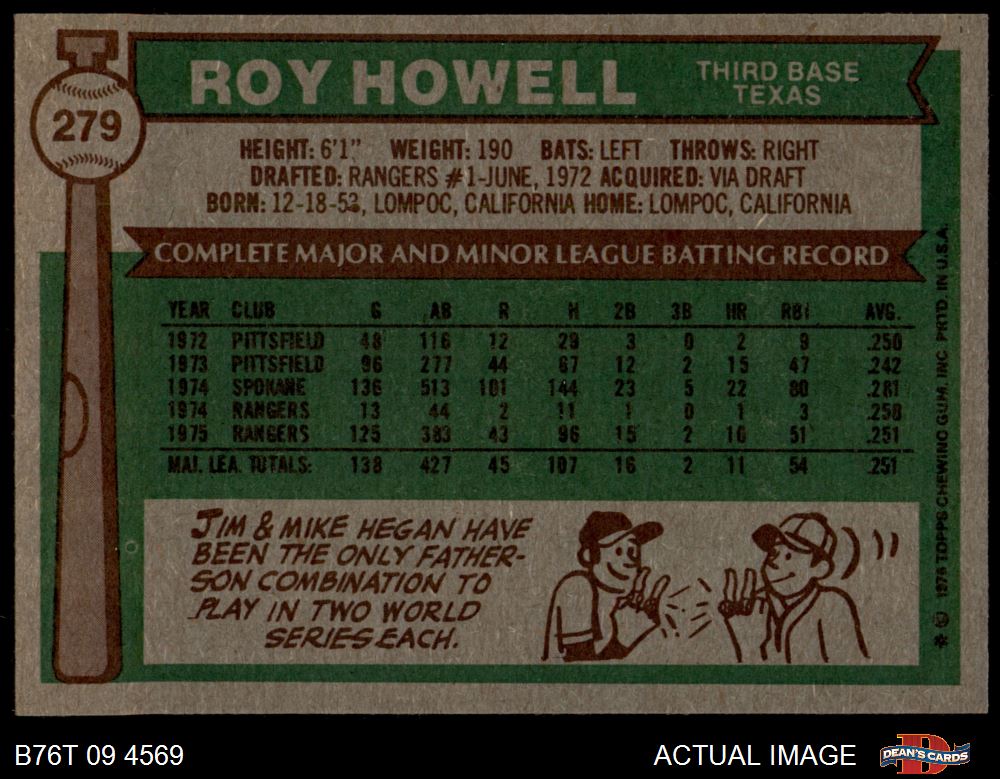 279
ROY HOWELL
THIRD BASE
TEXAS
HEIGHT: 6'1" WEIGHT: 190 BATS: LEFT THROWS: RIGHT
DRAFTED: RANGERS #1-JUNE, 1972 ACQUIRED: VIA DRAFT
BORN: 12-18-53, LOMPOC, CALIFORNIA HOME: LOMPOC, CALIFORNIA
COMPLETE MAJOR AND MINOR LEAGUE BATTING RECORD
YEAR CLUB G AB R H 2B 3B HR RBI AVG.
1972 PITTSFIELD 48 116 12 29 3 0 2 9 .250
1973 PITTSFIELD 96 277 44 67 12 2 15 47 .242
1974 SPOKANE 136 513 101 144 23 5 22 80 .281
1974 RANGERS 13 44 2 11 1 0 1 3 .250
1975 RANGERS 125 383 43 96 15 2 10 51 .251
MAJ. LEA. TOTALS: 138 427 45 107 16 2 11 54 .251
JIM & MIKE HEGAN HAVE
BEEN THE ONLY FATHER-
SON COMBINATION TO
PLAY IN TWO WORLD
SERIES EACH.
* © 1976 TOPPS CHEWING GUM, INC. PRTD. IN U.S.A.
B76T 09 4569
ACTUAL IMAGE
DEAN'S CARDS